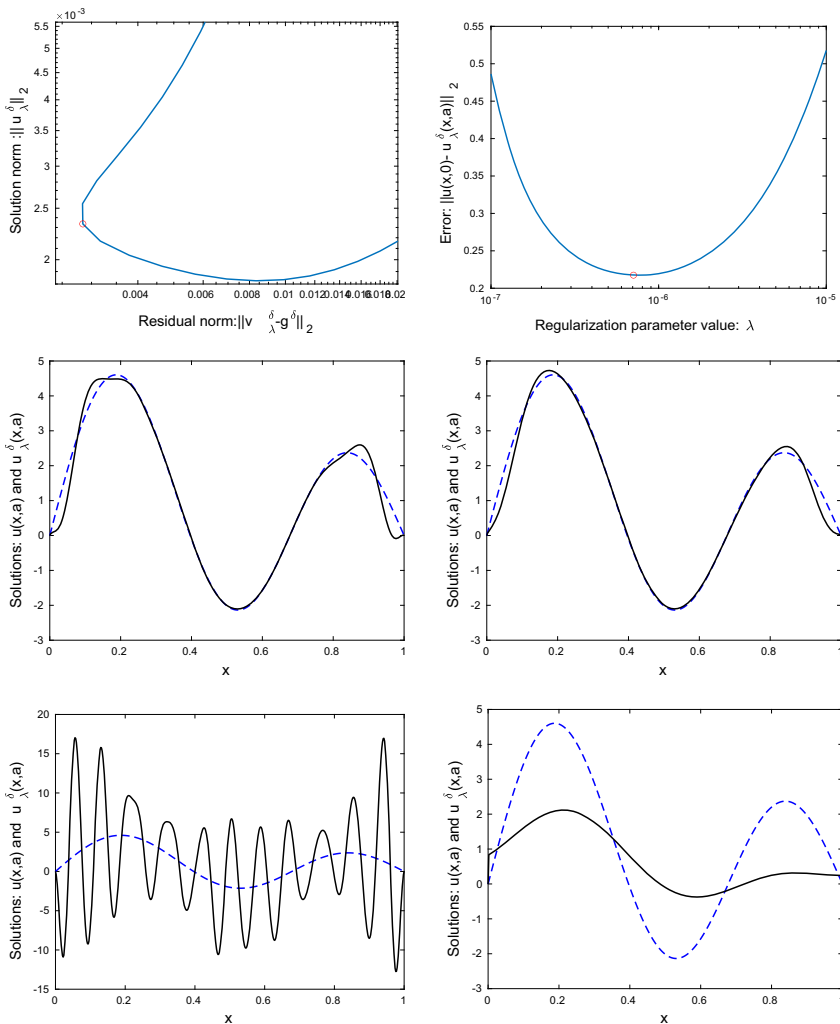 ×10⁻³
5.5
5
4.5
4
3.5
3
2.5
2
Solution norm :|| u δ λ || 2
0.004 0.006 0.008 0.01 0.012 0.014 0.016 0.018 0.02
Residual norm:||v δ λ -g δ || 2
0.55
0.5
0.45
0.4
0.35
0.3
0.25
0.2
Error: ||u(x,0)- u δ λ (x,a)|| 2
10⁻⁷ 10⁻⁶ 10⁻⁵
Regularization parameter value: λ
5
4
3
2
1
0
-1
-2
-3
Solutions: u(x,a) and u δ λ (x,a)
0 0.2 0.4 0.6 0.8 1
x
5
4
3
2
1
0
-1
-2
-3
Solutions: u(x,a) and u δ λ (x,a)
0 0.2 0.4 0.6 0.8 1
x
20
15
10
5
0
-5
-10
-15
Solutions: u(x,a) and u δ λ (x,a)
0 0.2 0.4 0.6 0.8 1
x
5
4
3
2
1
0
-1
-2
-3
Solutions: u(x,a) and u δ λ (x,a)
0 0.2 0.4 0.6 0.8 1
x